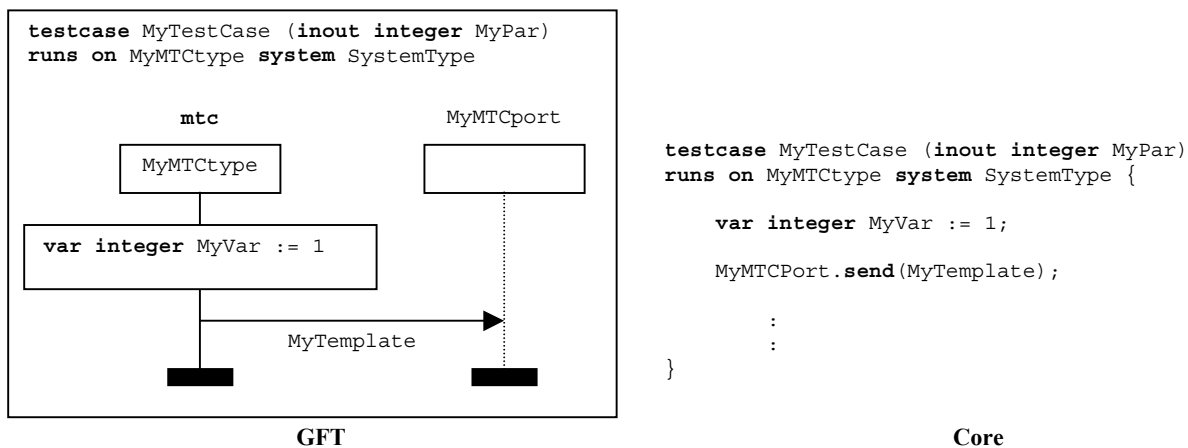 testcase MyTestCase (inout integer MyPar)
runs on MyMTCtype system SystemType
mtc
MyMTCport
MyMTCtype
var integer MyVar := 1
MyTemplate
GFT
testcase MyTestCase (inout integer MyPar)
runs on MyMTCtype system SystemType {
var integer MyVar := 1;
MyMTCPort.send(MyTemplate);
:
:
}
Core